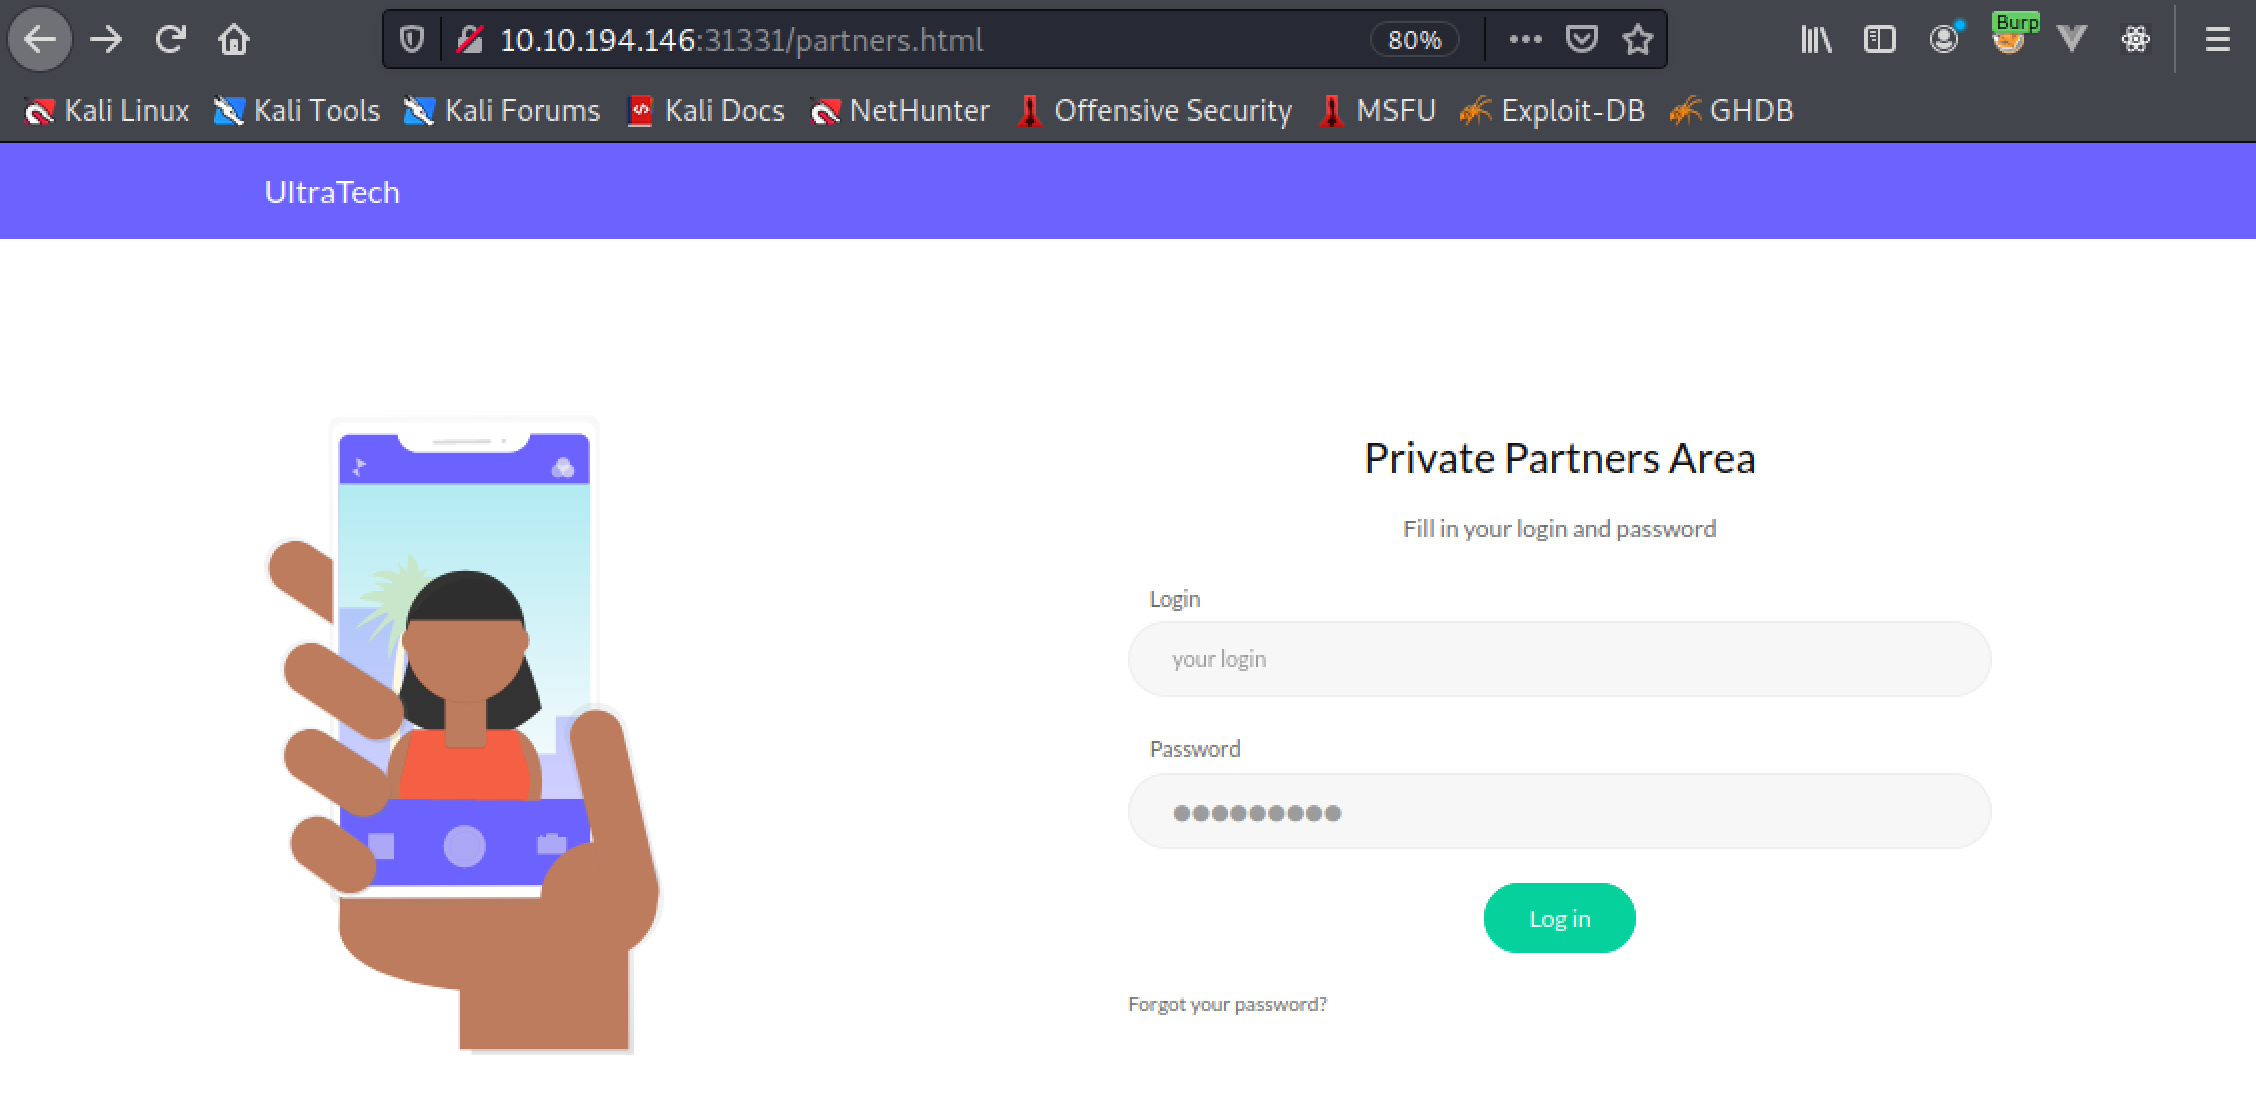 10.10.194.146:31331/partners.html 80% Burp
Kali Linux Kali Tools Kali Forums Kali Docs NetHunter Offensive Security MSFU Exploit-DB GHDB
UltraTech
Private Partners Area
Fill in your login and password
Login
your login
Password
●●●●●●●●●
Log in
Forgot your password?